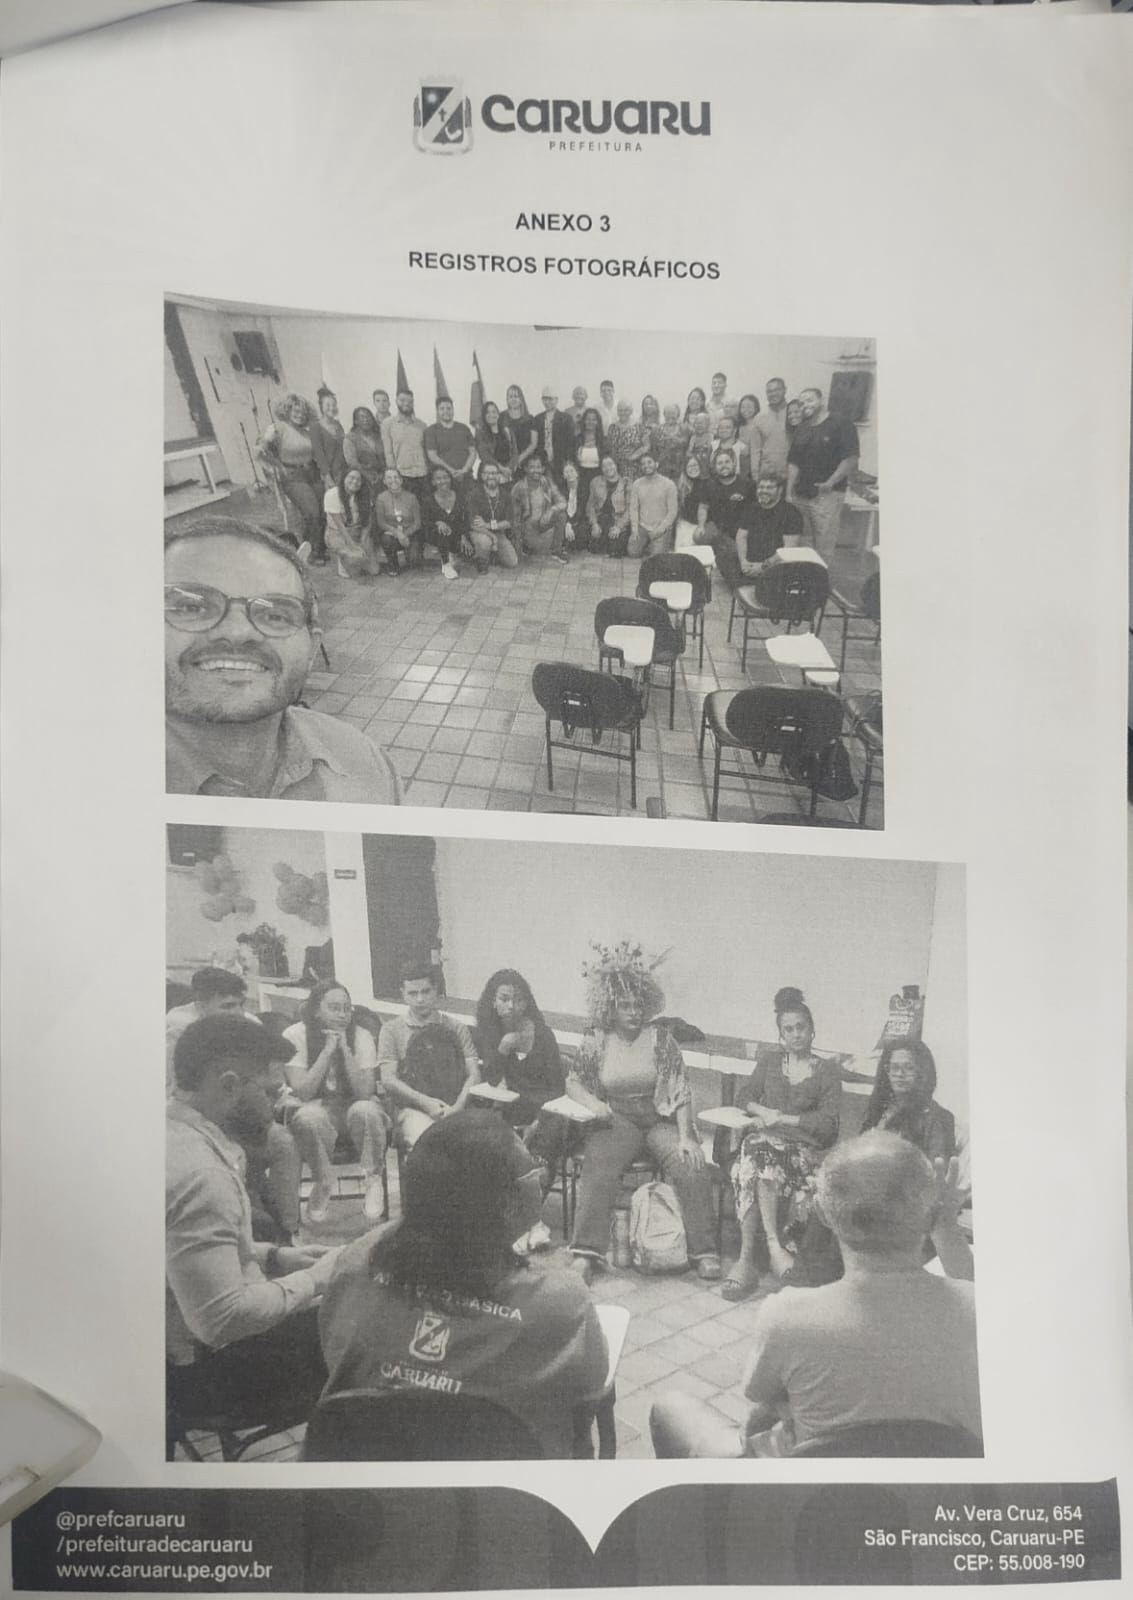 CARUARU
PREFEITURA
ANEXO 3
REGISTROS FOTOGRÁFICOS
BÁSICA
CARUARU
@prefcaruaru
/prefeituradecaruaru
www.caruaru.pe.gov.br
Av. Vera Cruz, 654
São Francisco, Caruaru-PE
CEP: 55.008-190